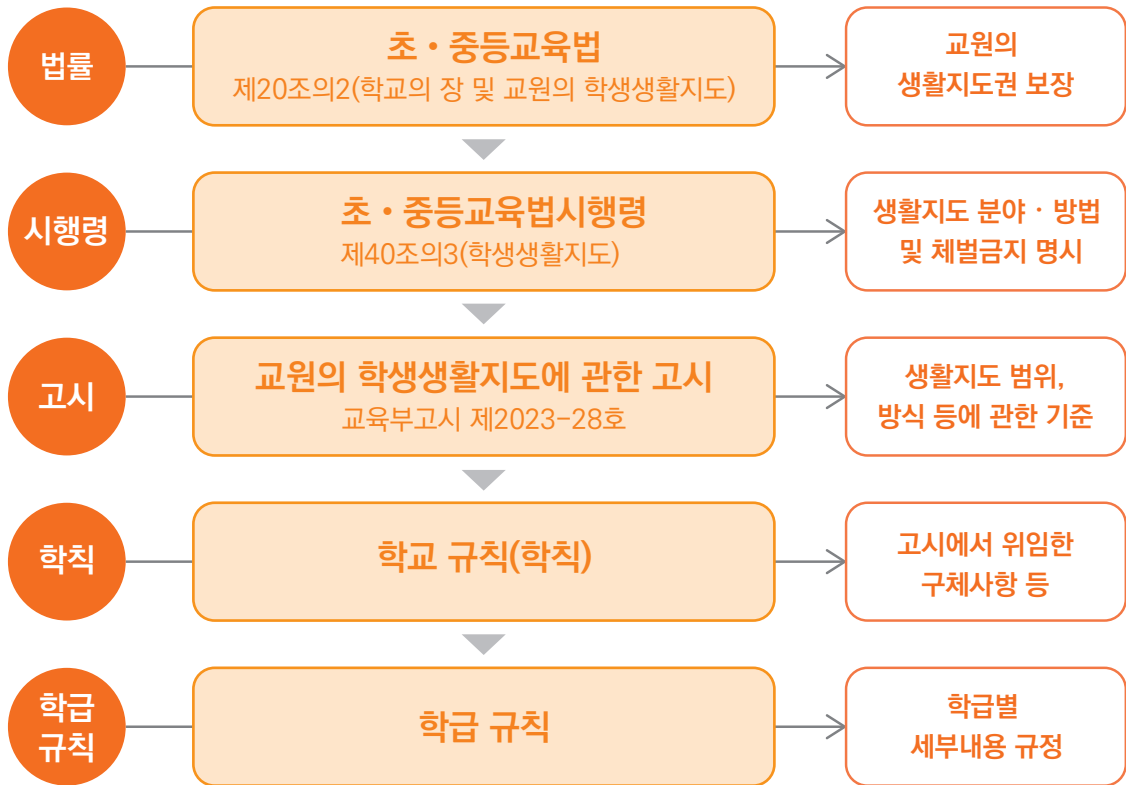 법률
초 · 중등교육법
제20조의2(학교의 장 및 교원의 학생생활지도)
교원의
생활지도권 보장
시행령
초 · 중등교육법시행령
제40조의3(학생생활지도)
생활지도 분야 · 방법
및 체벌금지 명시
고시
교원의 학생생활지도에 관한 고시
교육부고시 제2023-28호
생활지도 범위,
방식 등에 관한 기준
학칙
학교 규칙(학칙)
고시에서 위임한
구체사항 등
학급
규칙
학급 규칙
학급별
세부내용 규정